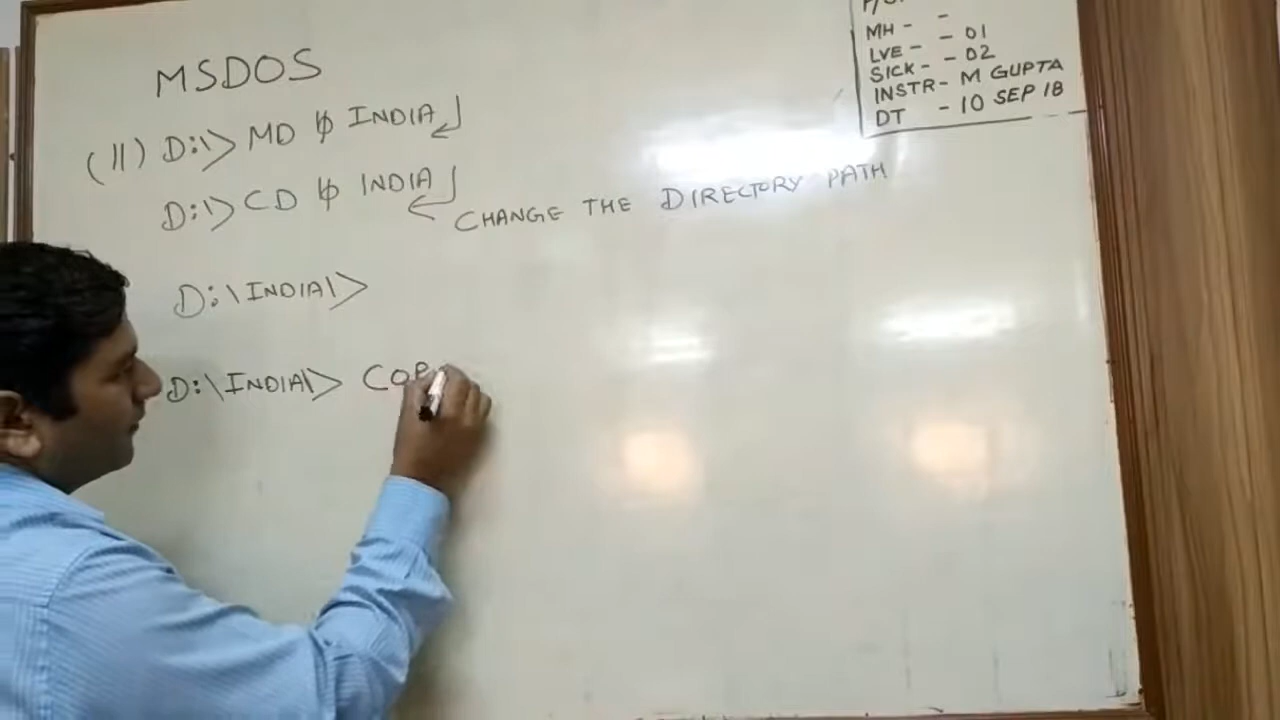 MSDOS
(11) D:\> MD ␢ INDIA ↵
D:\> CD ␢ INDIA ↵ CHANGE THE DIRECTORY PATH
D:\INDIA\>
D:\INDIA\> COP
MH - -
LVE - - 01
SICK - - 02
INSTR - M GUPTA
DT - 10 SEP 18